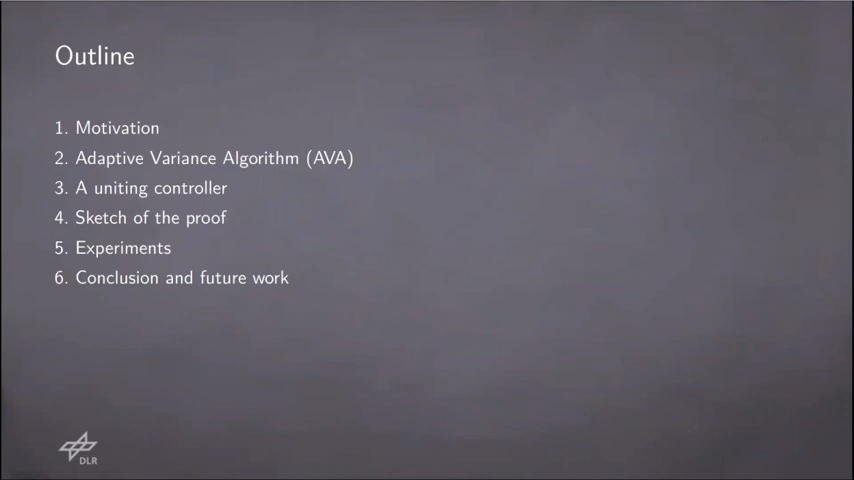 Outline
1. Motivation
2. Adaptive Variance Algorithm (AVA)
3. A uniting controller
4. Sketch of the proof
5. Experiments
6. Conclusion and future work
DLR